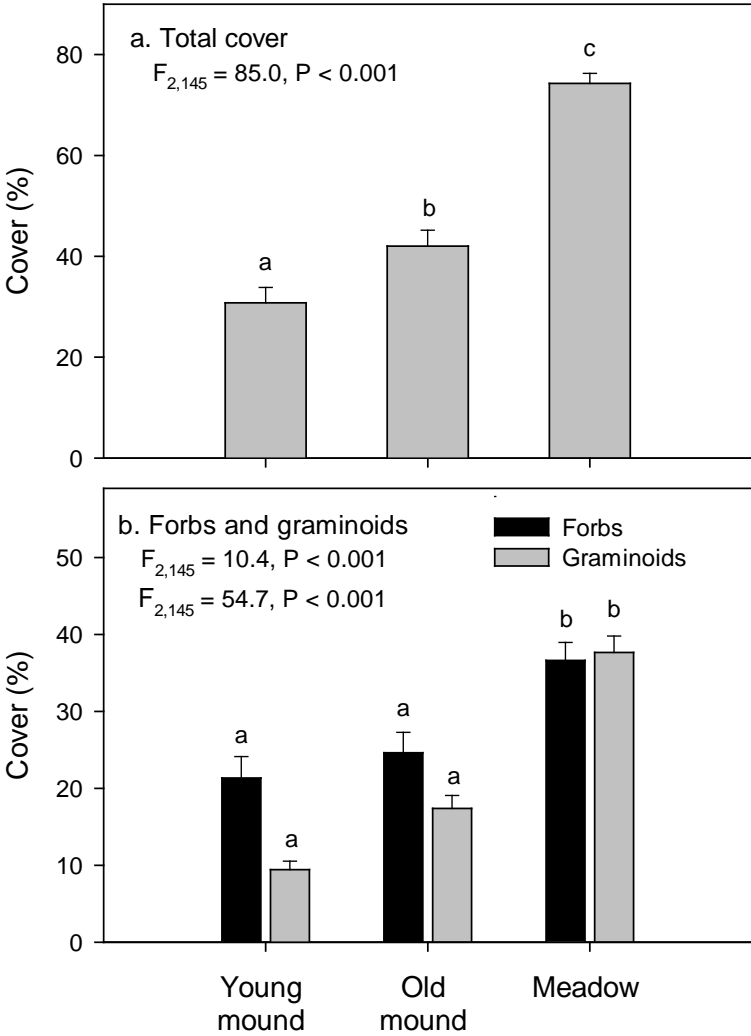 a. Total cover
F2,145 = 85.0, P < 0.001
c
b
a
80
60
40
20
0
Cover (%)
b. Forbs and graminoids
F2,145 = 10.4, P < 0.001
F2,145 = 54.7, P < 0.001
Forbs
Graminoids
b b
a
a
a
a
50
40
30
20
10
0
Cover (%)
Young
mound
Old
mound
Meadow